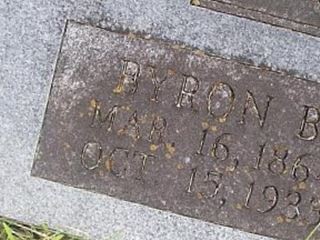 BYRON B
MAR. 16, 186
OCT 15, 193